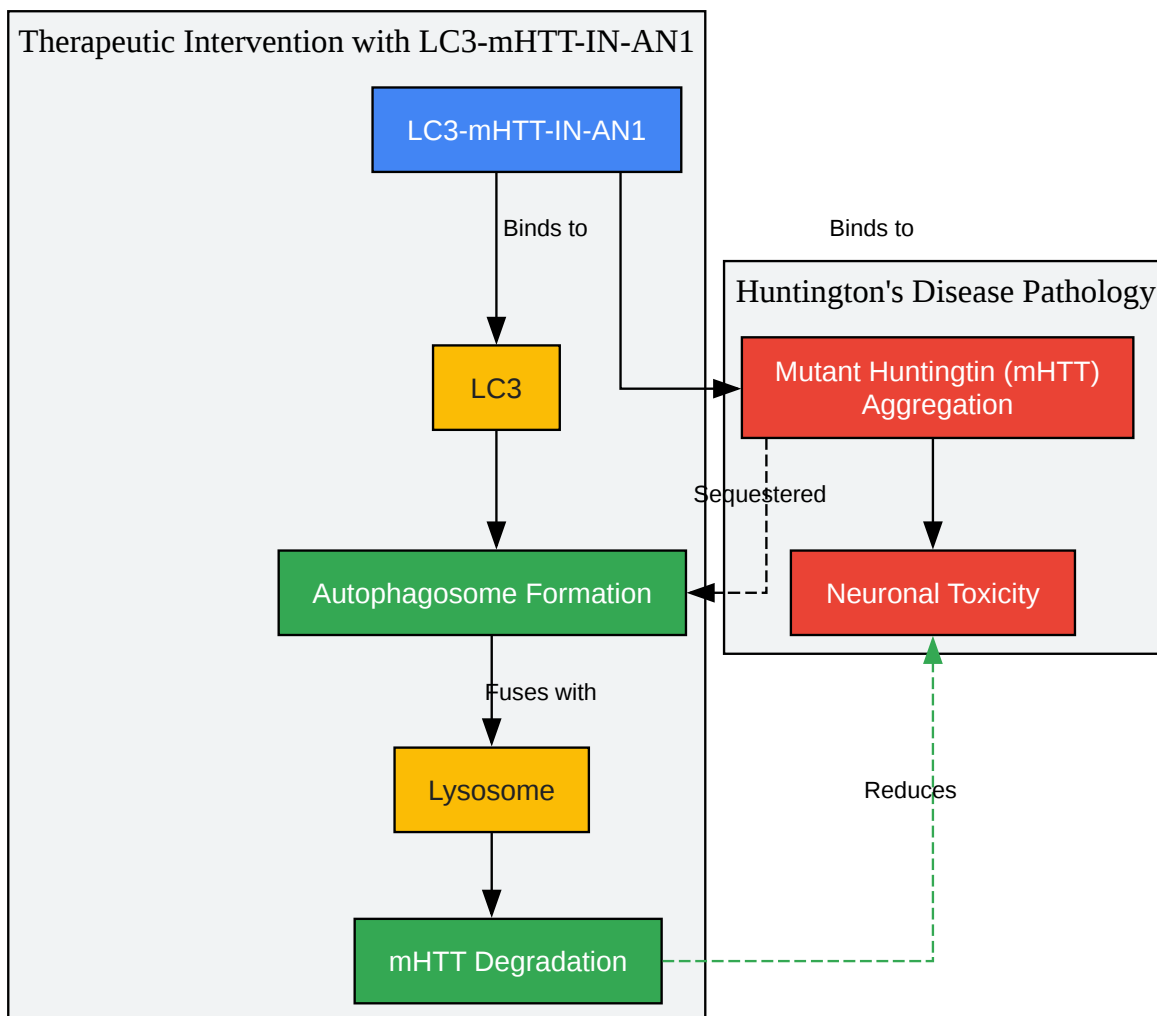 Therapeutic Intervention with LC3-mHTT-IN-AN1
LC3-mHTT-IN-AN1
Binds to
Binds to
Huntington's Disease Pathology
LC3
Mutant Huntingtin (mHTT)
Aggregation
Sequestered
Autophagosome Formation
Neuronal Toxicity
Fuses with
Lysosome
Reduces
mHTT Degradation